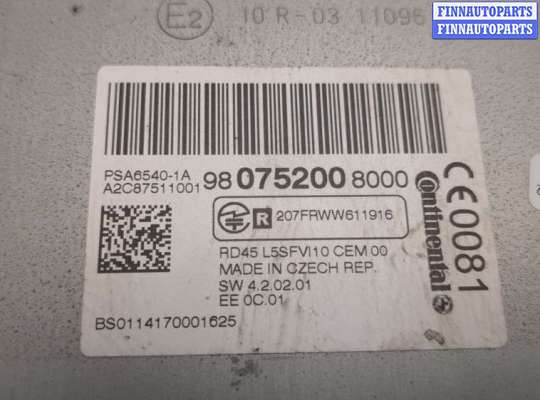 E2
10 R-03 11096
FINNAUTOPARTS
FINNAUTOPARTS
FINNAUTOPARTS
PSA6540-1A
A2C87511001
98 075200 8000
R 207FRWW611916
RD45 L5SFVI10 CEM 00
MADE IN CZECH REP.
SW 4.2.02.01
EE 0C.01
BS0114170001625
Continental
CE0081